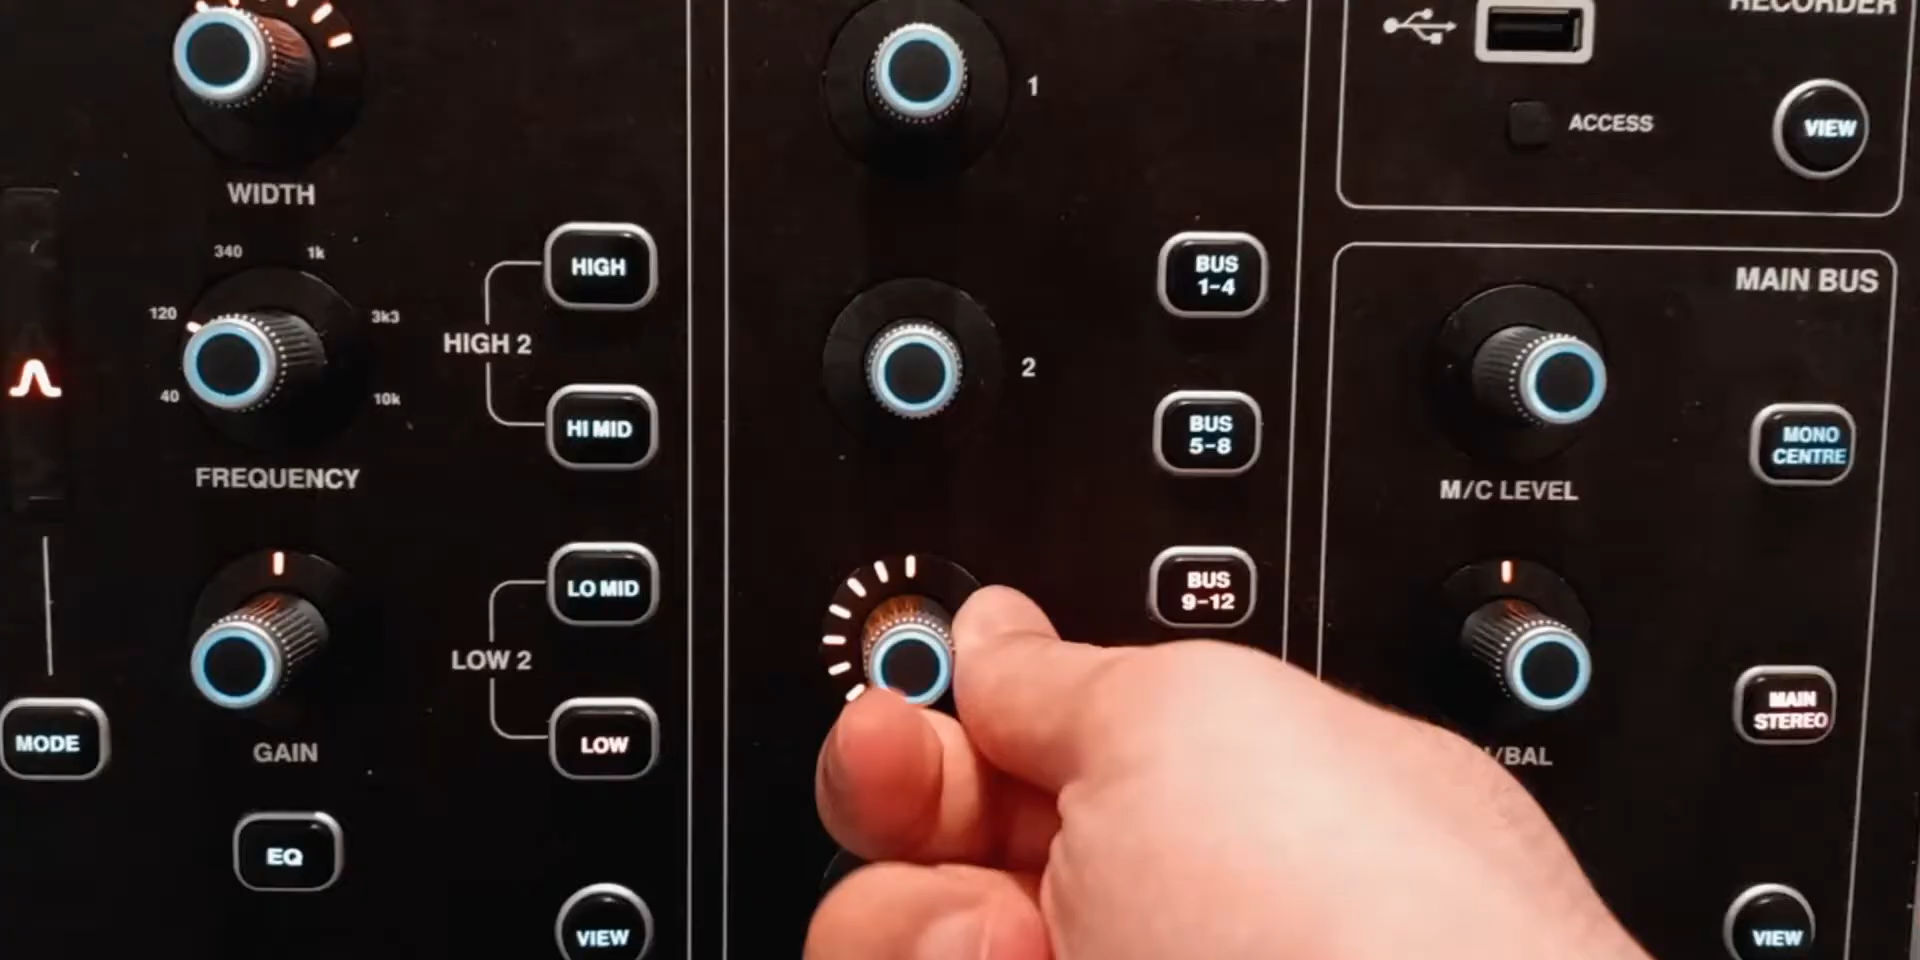 RECORDER
1
ACCESS
VIEW
WIDTH
340
1k
120
3k3
40
10k
FREQUENCY
HIGH
HIGH 2
HI MID
2
BUS
1-4
BUS
5-8
MAIN BUS
MONO
CENTRE
M/C LEVEL
LO MID
LOW 2
LOW
BUS
9-12
MAIN
STEREO
/BAL
MODE
GAIN
EQ
VIEW
VIEW